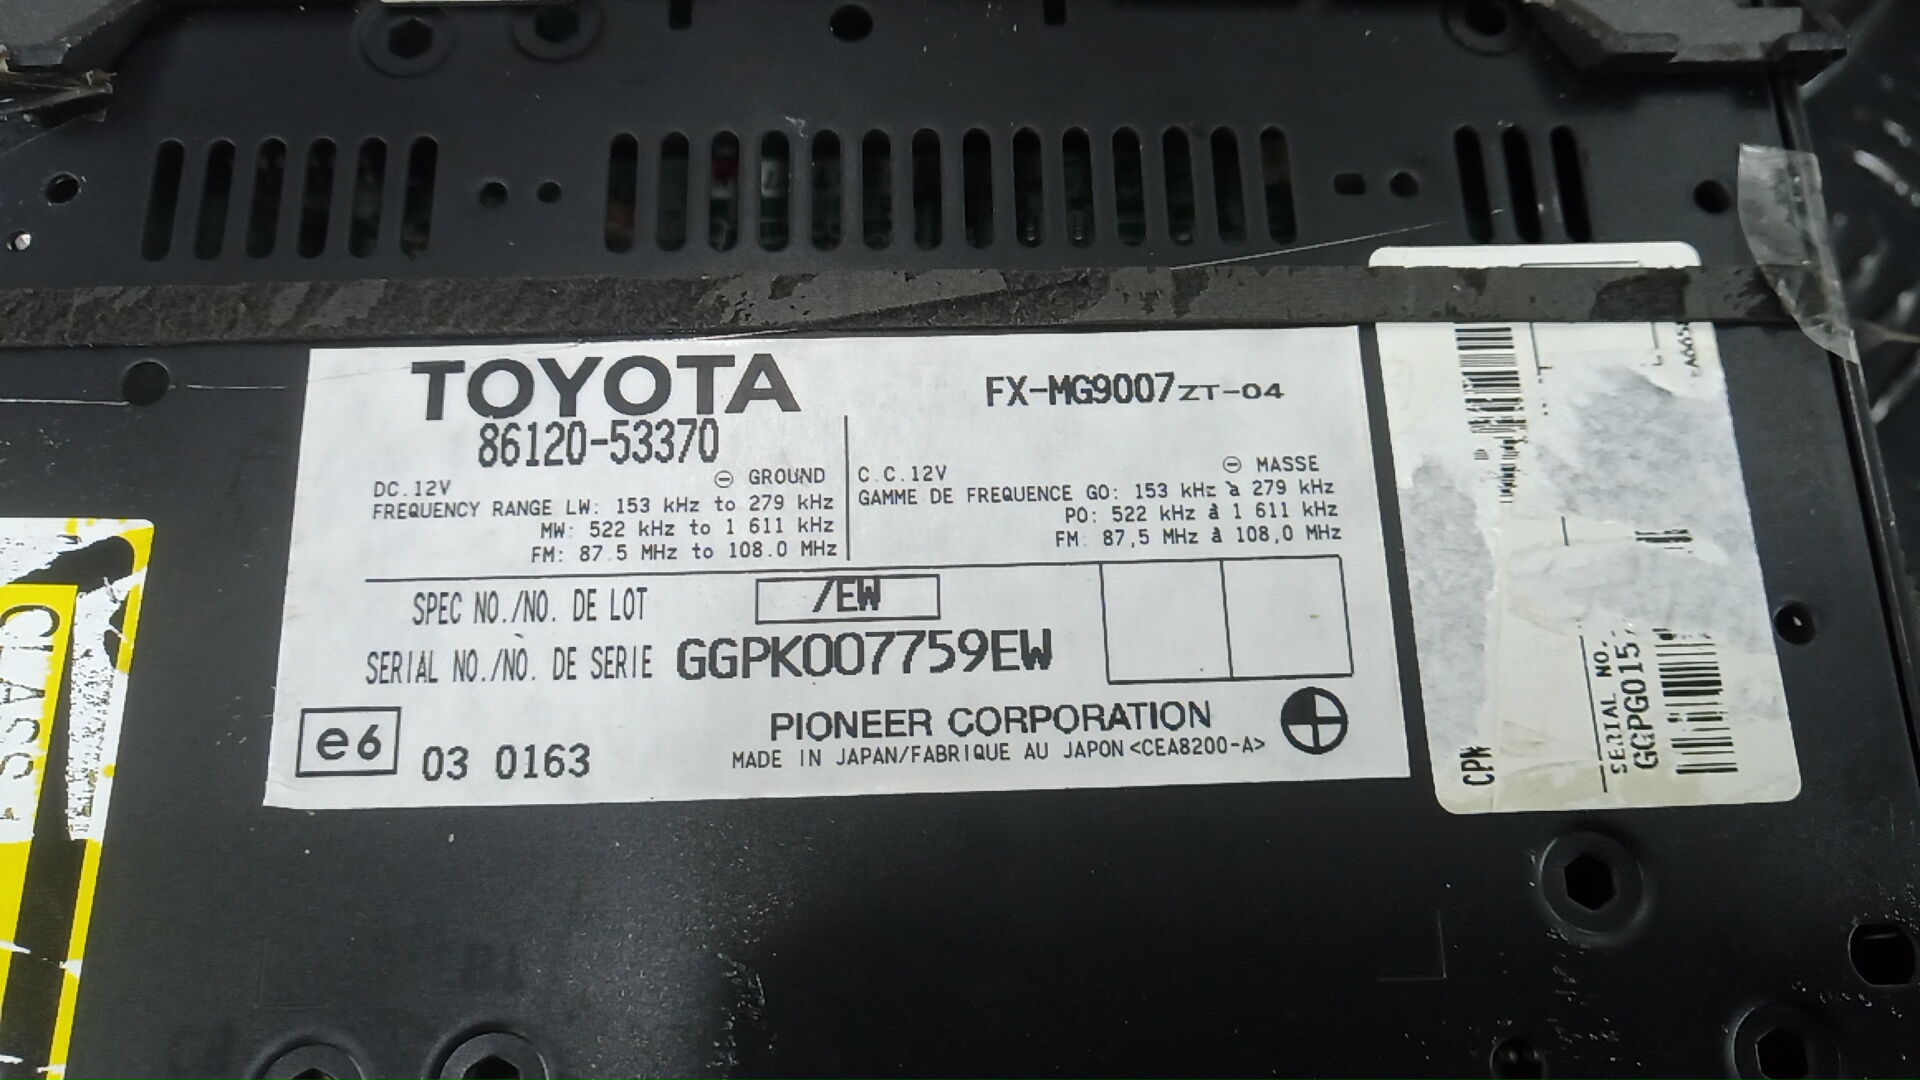 TOYOTA
86120-53370
FX-MG9007ZT-04
DC.12V ⊖ GROUND
FREQUENCY RANGE LW: 153 kHz to 279 kHz
MW: 522 kHz to 1 611 kHz
FM: 87.5 MHz to 108.0 MHz
C.C.12V ⊖ MASSE
GAMME DE FREQUENCE GO: 153 kHz à 279 kHz
PO: 522 kHz à 1 611 kHz
FM: 87,5 MHz à 108,0 MHz
SPEC NO./NO. DE LOT /EW
SERIAL NO./NO. DE SERIE GGPK007759EW
e6 03 0163
PIONEER CORPORATION
MADE IN JAPAN/FABRIQUE AU JAPON <CEA8200-A>
CLASS
CPN
SERIAL NO.
GGPG015